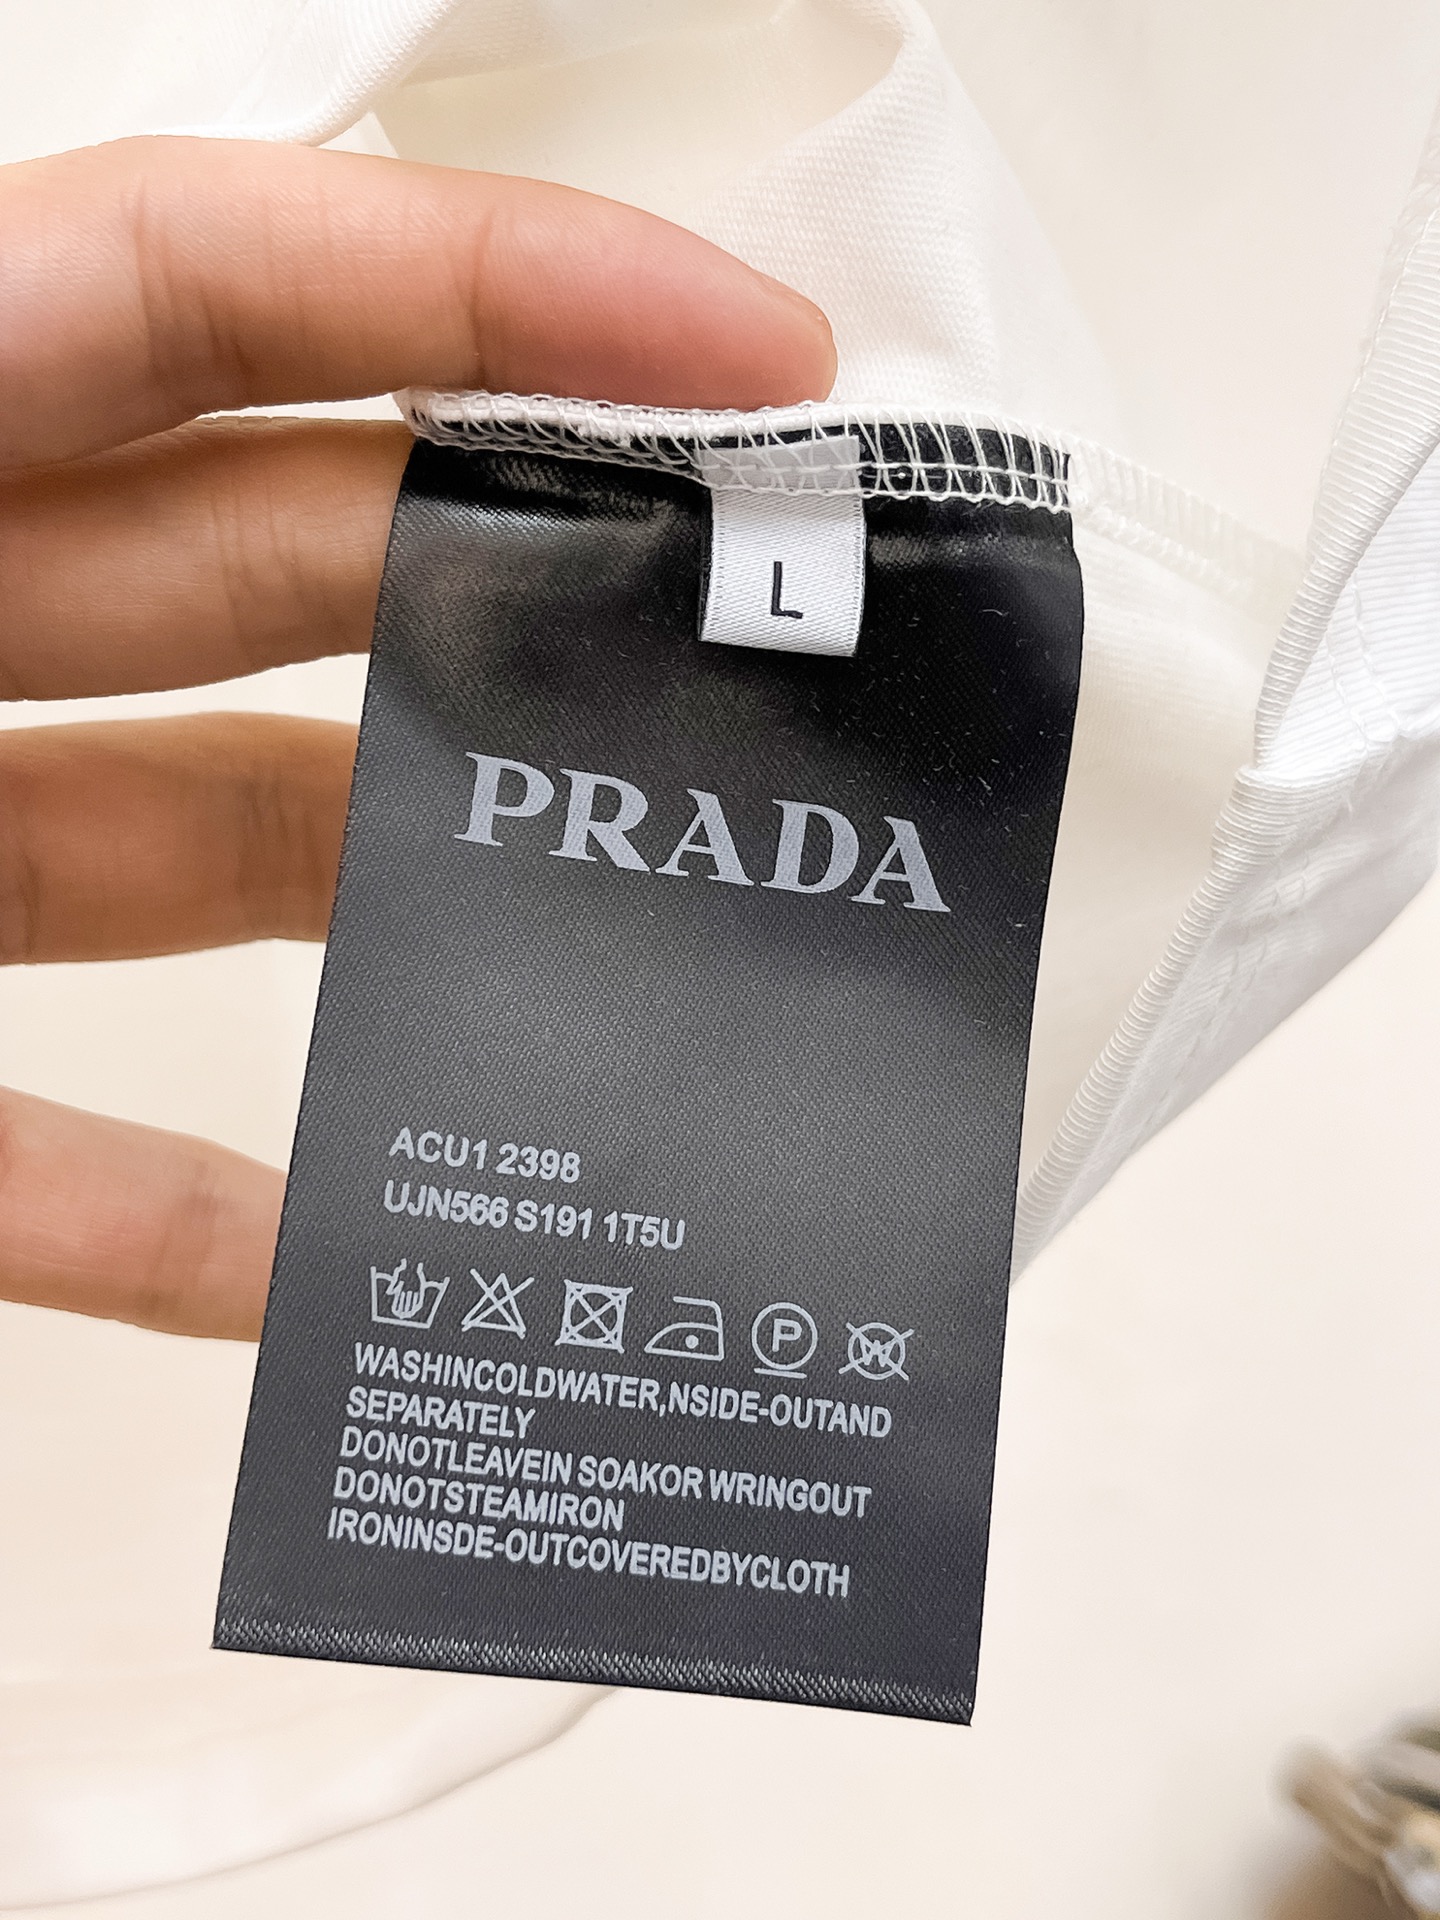 L
PRADA
ACU1 2398
UJN566 S191 1T5U
P
W
WASHINCOLDWATER,NSIDE-OUTAND
SEPARATELY
DONOTLEAVEIN SOAKOR WRINGOUT
DONOTSTEAMIRON
IRONINSDE-OUTCOVEREDBYCLOTH